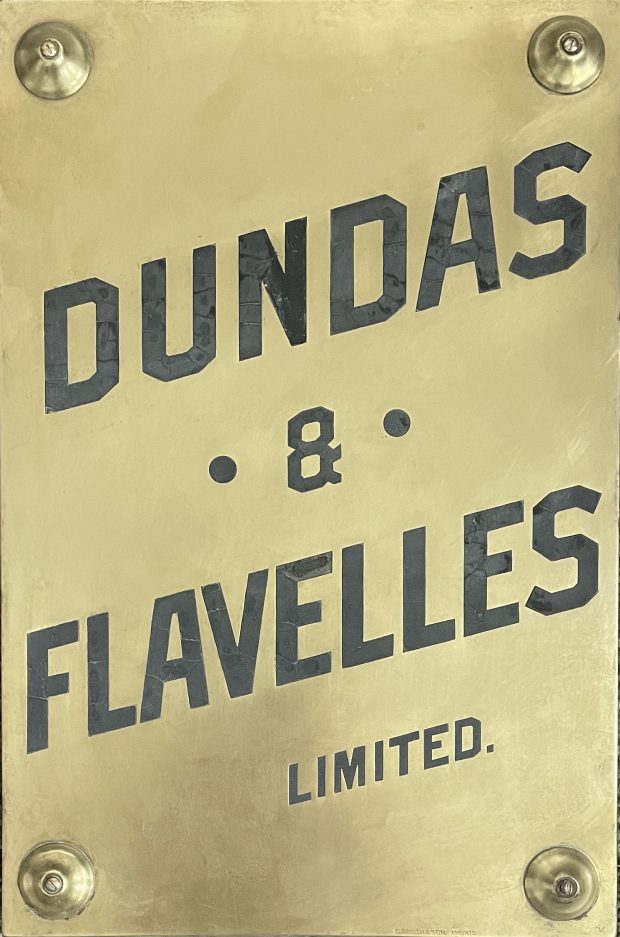 DUNDAS
• & •
FLAVELLES
LIMITED.